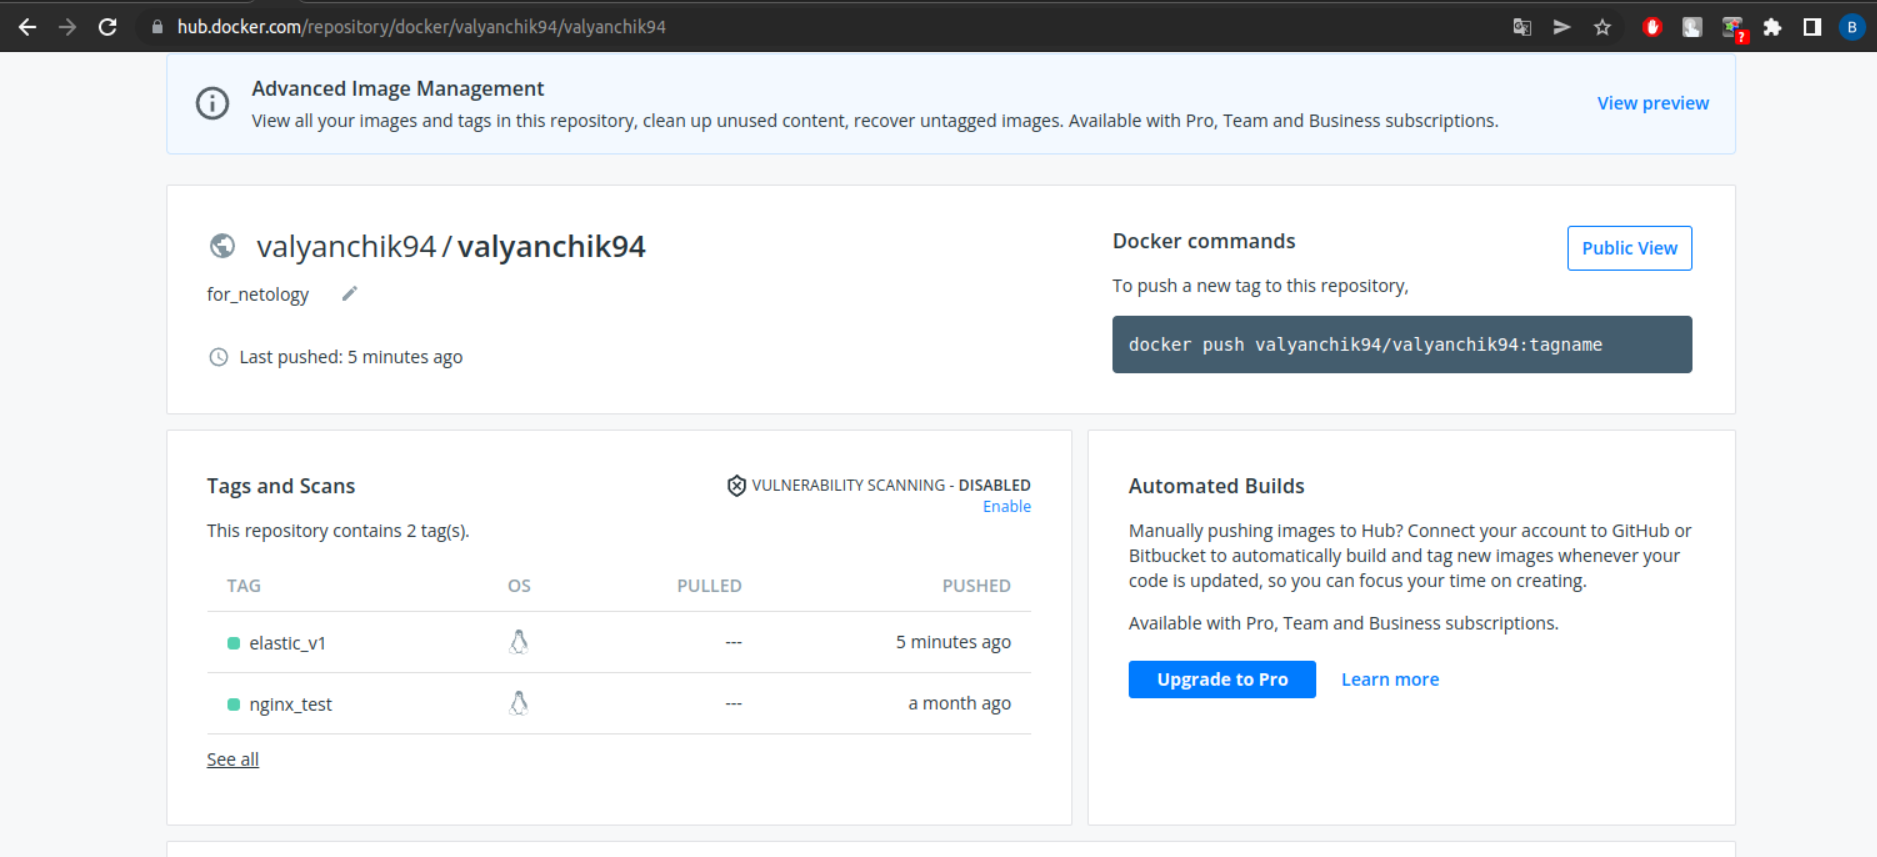 hub.docker.com/repository/docker/valyanchik94/valyanchik94
?
B
Advanced Image Management
View all your images and tags in this repository, clean up unused content, recover untagged images. Available with Pro, Team and Business subscriptions.
View preview
valyanchik94 / valyanchik94
for_netology
Last pushed: 5 minutes ago
Docker commands
Public View
To push a new tag to this repository,
docker push valyanchik94/valyanchik94:tagname
Tags and Scans
VULNERABILITY SCANNING - DISABLED
Enable
This repository contains 2 tag(s).
TAG OS PULLED PUSHED
elastic_v1 --- 5 minutes ago
nginx_test --- a month ago
See all
Automated Builds
Manually pushing images to Hub? Connect your account to GitHub or
Bitbucket to automatically build and tag new images whenever your
code is updated, so you can focus your time on creating.
Available with Pro, Team and Business subscriptions.
Upgrade to Pro Learn more